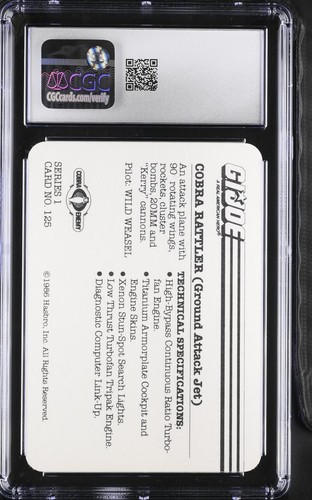 CGC
CGCcards.com/verify
G.I. JOE
A REAL AMERICAN HERO
COBRA RATTLER (Ground Attack Jet)
An attack plane with
90° rotating wings,
rockets, cluster
bombs, 20MM and
"Kerry" cannons.
Pilot: WILD WEASEL
TECHNICAL SPECIFICATIONS:
• High-Bypass Continuous Ratio Turbo-
fan Engine.
• Titanium Armorplate Cockpit and
Engine Skins.
• Xenon Stun-Spot Search Lights.
• Low Thrust Turbofan Tripak Engine.
• Diagnostic Computer Link-Up.
COBRA
ENEMY
SERIES 1
CARD NO. 125
©1986 Hasbro, Inc. All Rights Reserved.